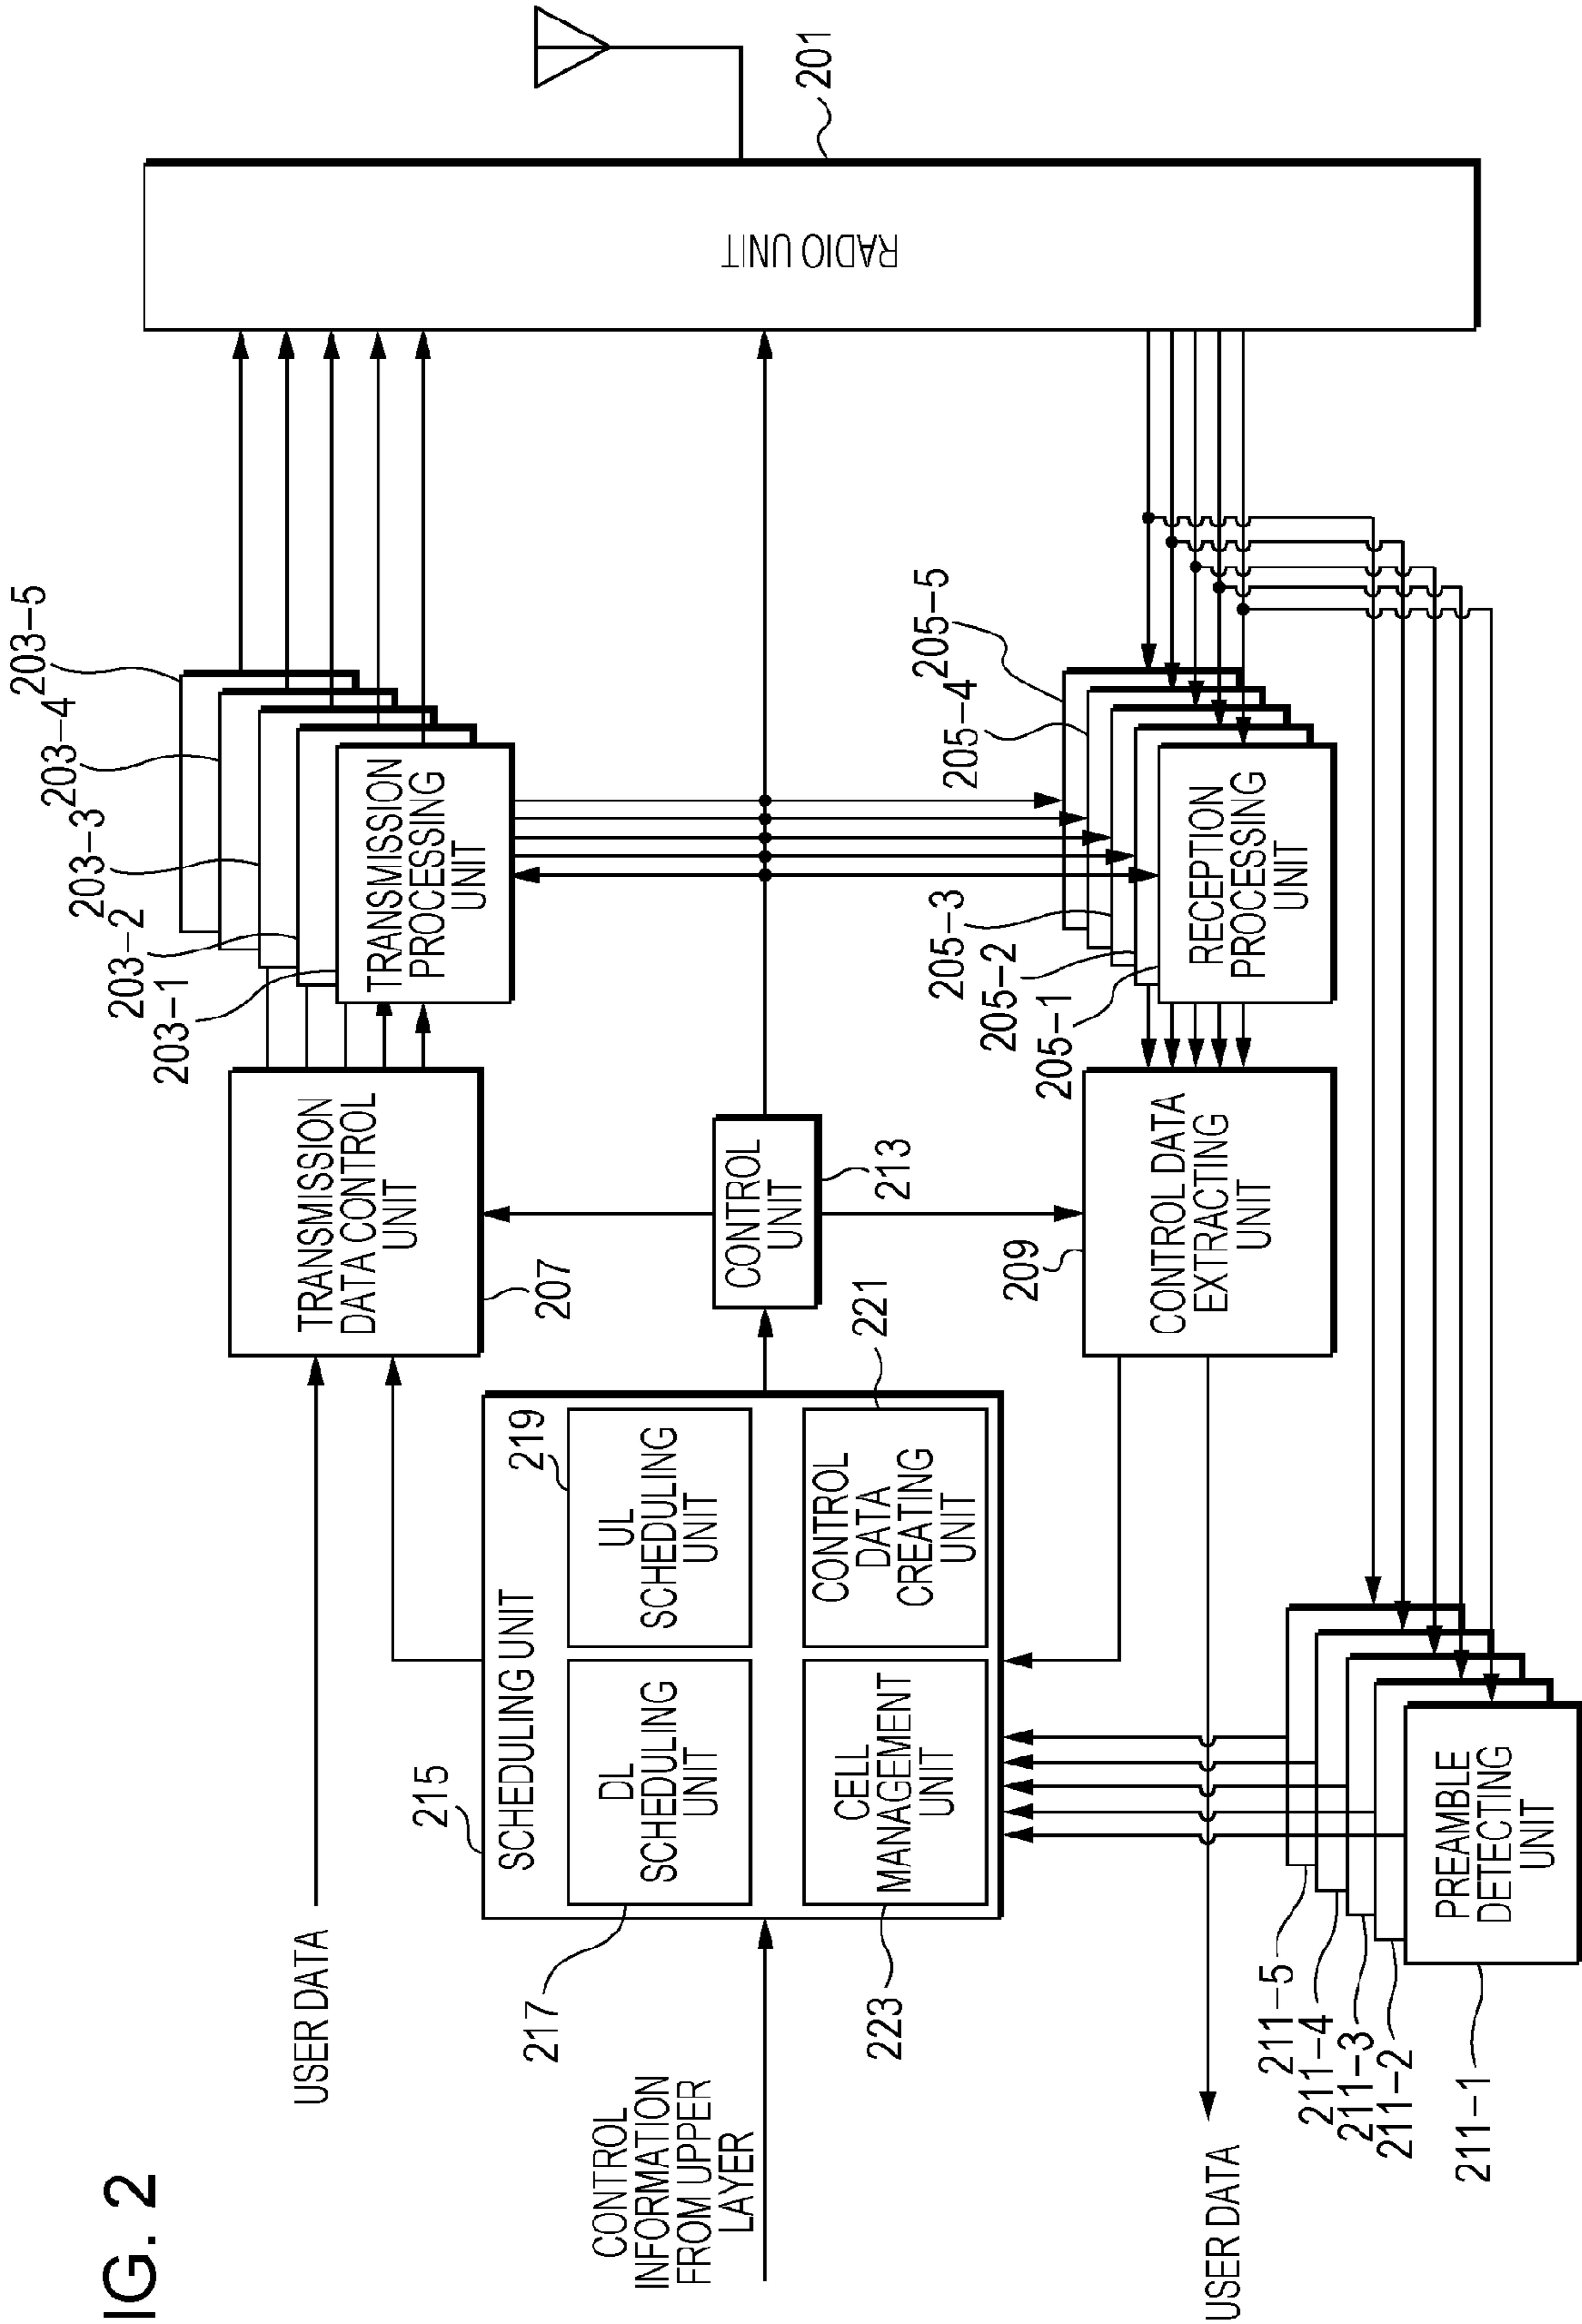 IG. 2
USER DATA
CONTROL
INFORMATION
FROM UPPER
LAYER
USER DATA
215
SCHEDULING UNIT
217
DL
SCHEDULING
UNIT
219
UL
SCHEDULING
UNIT
223
CELL
MANAGEMENT
UNIT
221
CONTROL
DATA
CREATING
UNIT
211-5
211-4
211-3
211-2
211-1
PREAMBLE
DETECTING
UNIT
TRANSMISSION
DATA CONTROL
UNIT
207
CONTROL
UNIT
213
209
CONTROL DATA
EXTRACTING
UNIT
203-5
203-4
203-3
203-2
203-1
TRANSMISSION
PROCESSING
UNIT
205-5
205-4
205-3
205-2
205-1
RECEPTION
PROCESSING
UNIT
RADIO UNIT
201